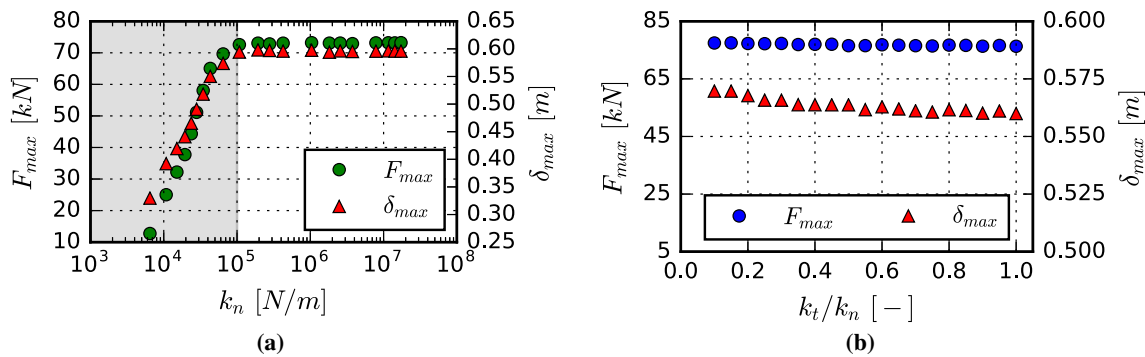 85
80
70
60
50
40
30
20
10
F_max [kN]
0.65
0.60
0.55
0.50
0.45
0.40
0.35
0.30
0.25
δ_max [m]
F_max
δ_max
10^3 10^4 10^5 10^6 10^7 10^8
k_n [N/m]
(a)
85
65
45
25
5
F_max [kN]
0.600
0.575
0.550
0.525
0.500
δ_max [m]
F_max δ_max
0.0 0.2 0.4 0.6 0.8 1.0
k_t/k_n [-]
(b)